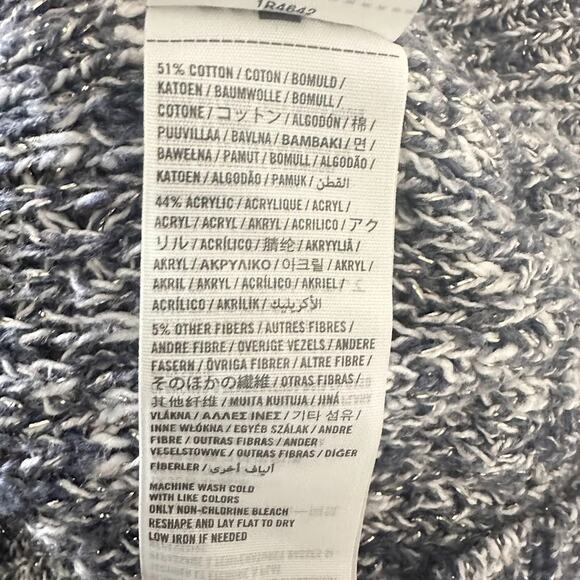 1R4642
51% COTTON / COTON / BOMULD /
KATOEN / BAUMWOLLE / BOMULL /
COTONE / コットン / ALGODÓN / 棉 /
PUUVILLAA / BAVLNA / ΒΑΜΒΑΚΙ / 면 /
BAWEŁNA / PAMUT / BOMULL / ALGODÃO /
KATOEN / ALGODÃO / PAMUK / القطن
44% ACRYLIC / ACRYLIQUE / ACRYL /
ACRYL / ACRYL / AKRYL / ACRILICO / アク
リル / ACRÍLICO / 腈纶 / AKRYYLIÄ /
AKRYL / ΑΚΡΥΛΙΚΟ / 아크릴 / AKRYL /
AKRIL / AKRYL / ACRÍLICO / AKRIEL /
ACRÍLICO / AKRİLİK / الأكريليك
5% OTHER FIBERS / AUTRES FIBRES /
ANDRE FIBRE / OVERIGE VEZELS / ANDERE
FASERN / ÖVRIGA FIBRER / ALTRE FIBRE /
そのほかの繊維 / OTRAS FIBRAS /
其他纤维 / MUITA KUITUJA / JINÁ
VLÁKNA / ΑΛΛΕΣ ΙΝΕΣ / 기타 섬유 /
INNE WŁÓKNA / EGYÉB SZÁLAK / ANDRE
FIBRE / OUTRAS FIBRAS / ANDER
VESELSTOWWE / OUTRAS FIBRAS / DİĞER
FİBERLER / ألياف أخرى
MACHINE WASH COLD
WITH LIKE COLORS
ONLY NON-CHLORINE BLEACH
RESHAPE AND LAY FLAT TO DRY
LOW IRON IF NEEDED